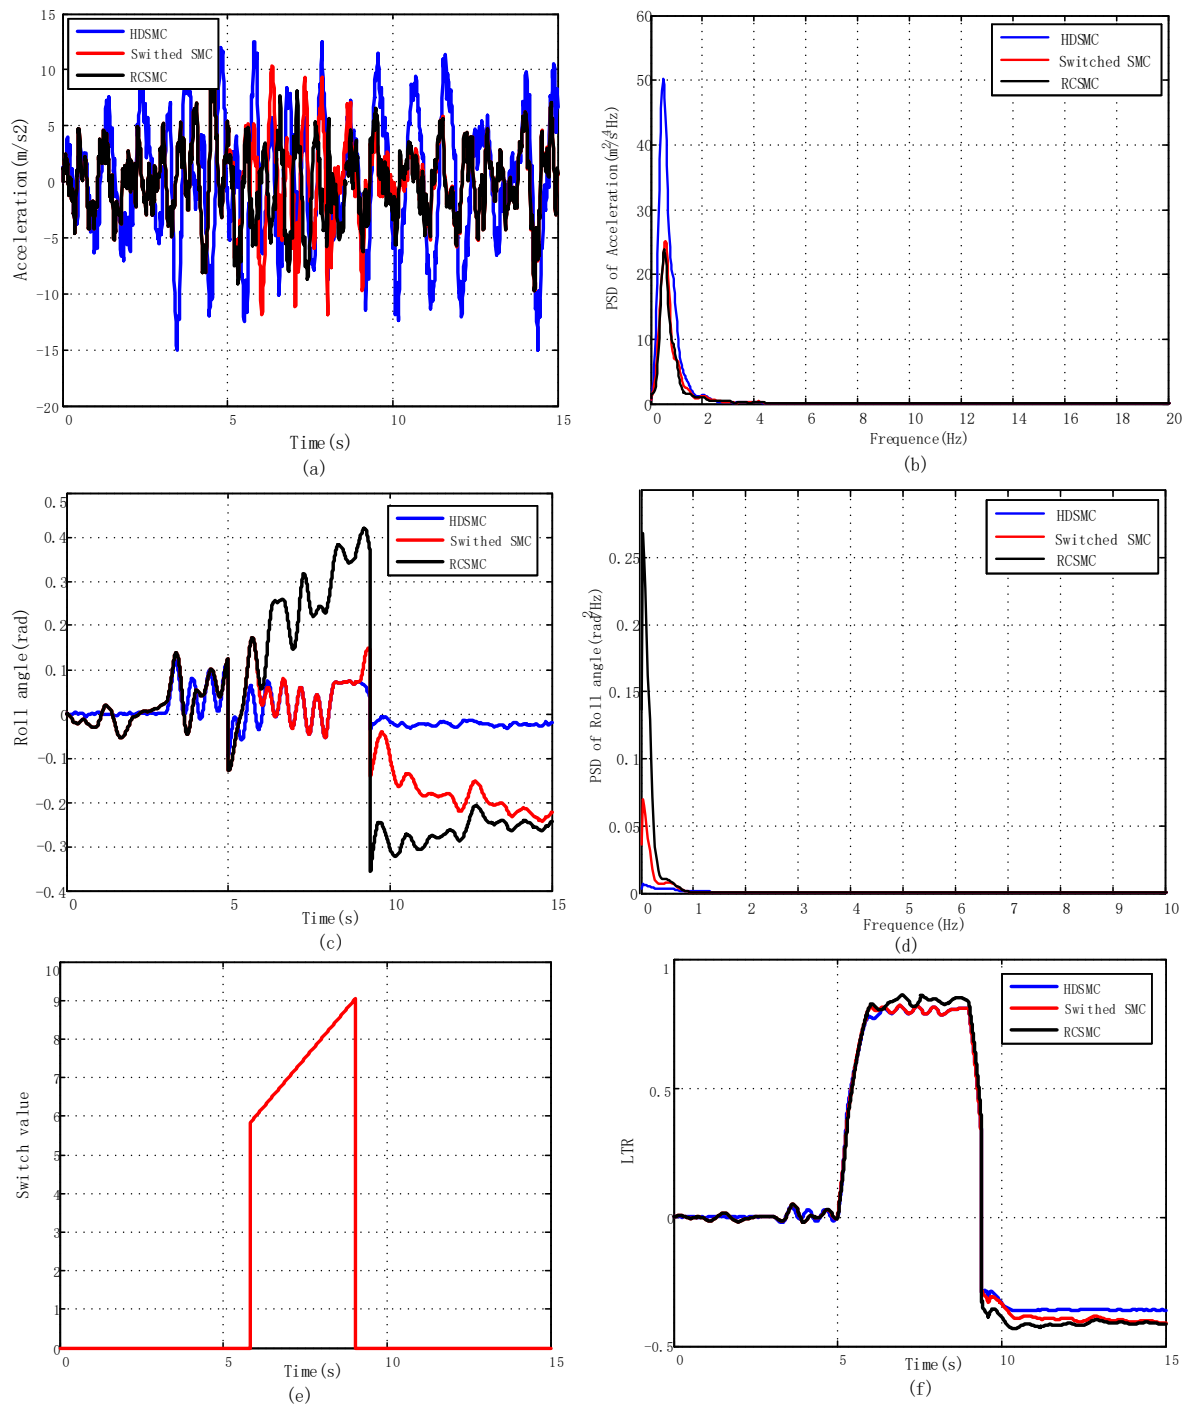 15
10
5
0
-5
-10
-15
-20
0 5 10 15
Acceleration(m/s2)
Time(s)
HDSMC
Swithed SMC
RCSMC
(a)
60
50
40
30
20
10
0
0 2 4 6 8 10 12 14 16 18 20
PSD of Acceleration(m²/s⁴Hz)
Frequence(Hz)
HDSMC
Switched SMC
RCSMC
(b)
0.5
0.4
0.3
0.2
0.1
0
-0.1
-0.2
-0.3
-0.4
0 5 10 15
Roll angle(rad)
Time(s)
HDSMC
Swithed SMC
RCSMC
(c)
0.25
0.2
0.15
0.1
0.05
0
0 1 2 3 4 5 6 7 8 9 10
PSD of Roll angle(rad²/Hz)
Frequence(Hz)
HDSMC
Switched SMC
RCSMC
(d)
10
9
8
7
6
5
4
3
2
1
0
0 5 10 15
Switch value
Time(s)
(e)
1
0.5
0
-0.5
0 5 10 15
LTR
Time(s)
HDSMC
Swithed SMC
RCSMC
(f)